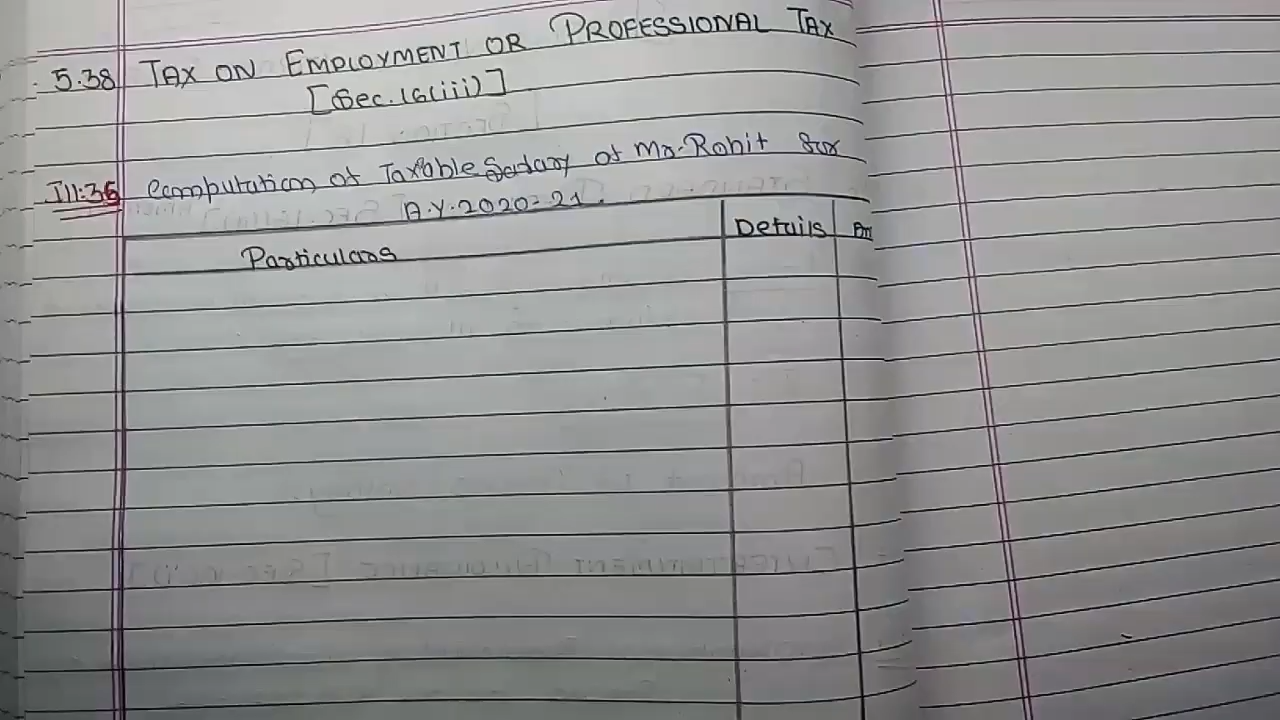 5.38 TAX ON EMPLOYMENT OR PROFESSIONAL TAX
[Sec.16(iii)]
Ill:36 Computation of Taxable Salary of Mr. Rohit for
A.Y.2020-21.
Particulars Details Am